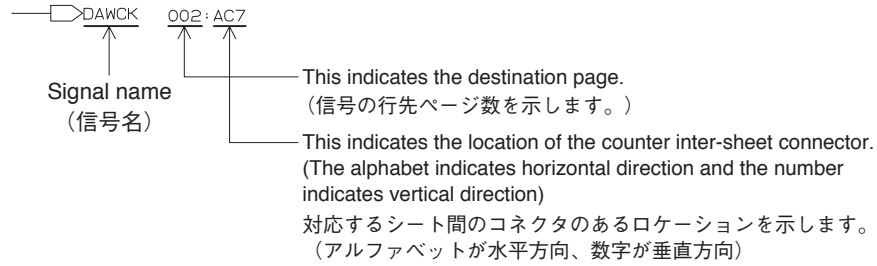 DAWCK 002:AC7
Signal name
（信号名）
This indicates the destination page.
（信号の行先ページ数を示します。）
This indicates the location of the counter inter-sheet connector.
(The alphabet indicates horizontal direction and the number
indicates vertical direction)
対応するシート間のコネクタのあるロケーションを示します。
（アルファベットが水平方向、数字が垂直方向）